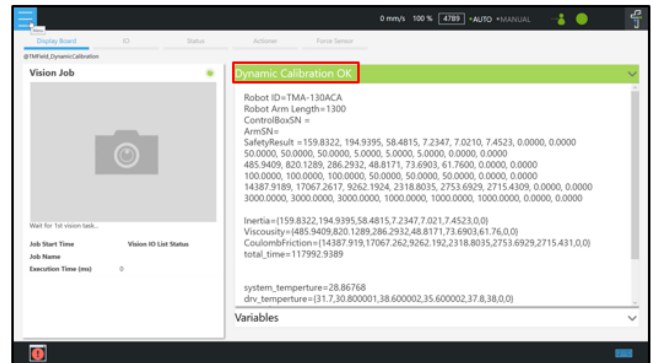 0 mm/s 100 % 4789 •AUTO •MANUAL
Menu
Display Board IO Status Actioner Force Sensor
@TMField_DynamicCalibration
Vision Job
Dynamic Calibration OK
Robot ID=TMA-130ACA
Robot Arm Length=1300
ControlBoxSN =
ArmSN=
SafetyResult =159.8322, 194.9395, 58.4815, 7.2347, 7.0210, 7.4523, 0.0000, 0.0000
50.0000, 50.0000, 50.0000, 5.0000, 5.0000, 5.0000, 0.0000, 0.0000
485.9409, 820.1289, 286.2932, 48.8171, 73.6903, 61.7600, 0.0000, 0.0000
100.0000, 100.0000, 100.0000, 50.0000, 50.0000, 50.0000, 0.0000, 0.0000
14387.9189, 17067.2617, 9262.1924, 2318.8035, 2753.6929, 2715.4309, 0.0000, 0.0000
3000.0000, 3000.0000, 3000.0000, 1000.0000, 1000.0000, 1000.0000, 0.0000, 0.0000
Inertia={159.8322,194.9395,58.4815,7.2347,7.021,7.4523,0,0}
Viscousity={485.9409,820.1289,286.2932,48.8171,73.6903,61.76,0,0}
CoulombFriction={14387.919,17067.262,9262.192,2318.8035,2753.6929,2715.431,0,0}
total_time=117992.9389
system_temperture=28.86768
drv_temperture={31.7,30.800001,38.600002,35.600002,37.8,38,0,0}
Wait for 1st vision task...
Job Start Time Vision IO List Status
Job Name
Execution Time (ms) 0
Variables